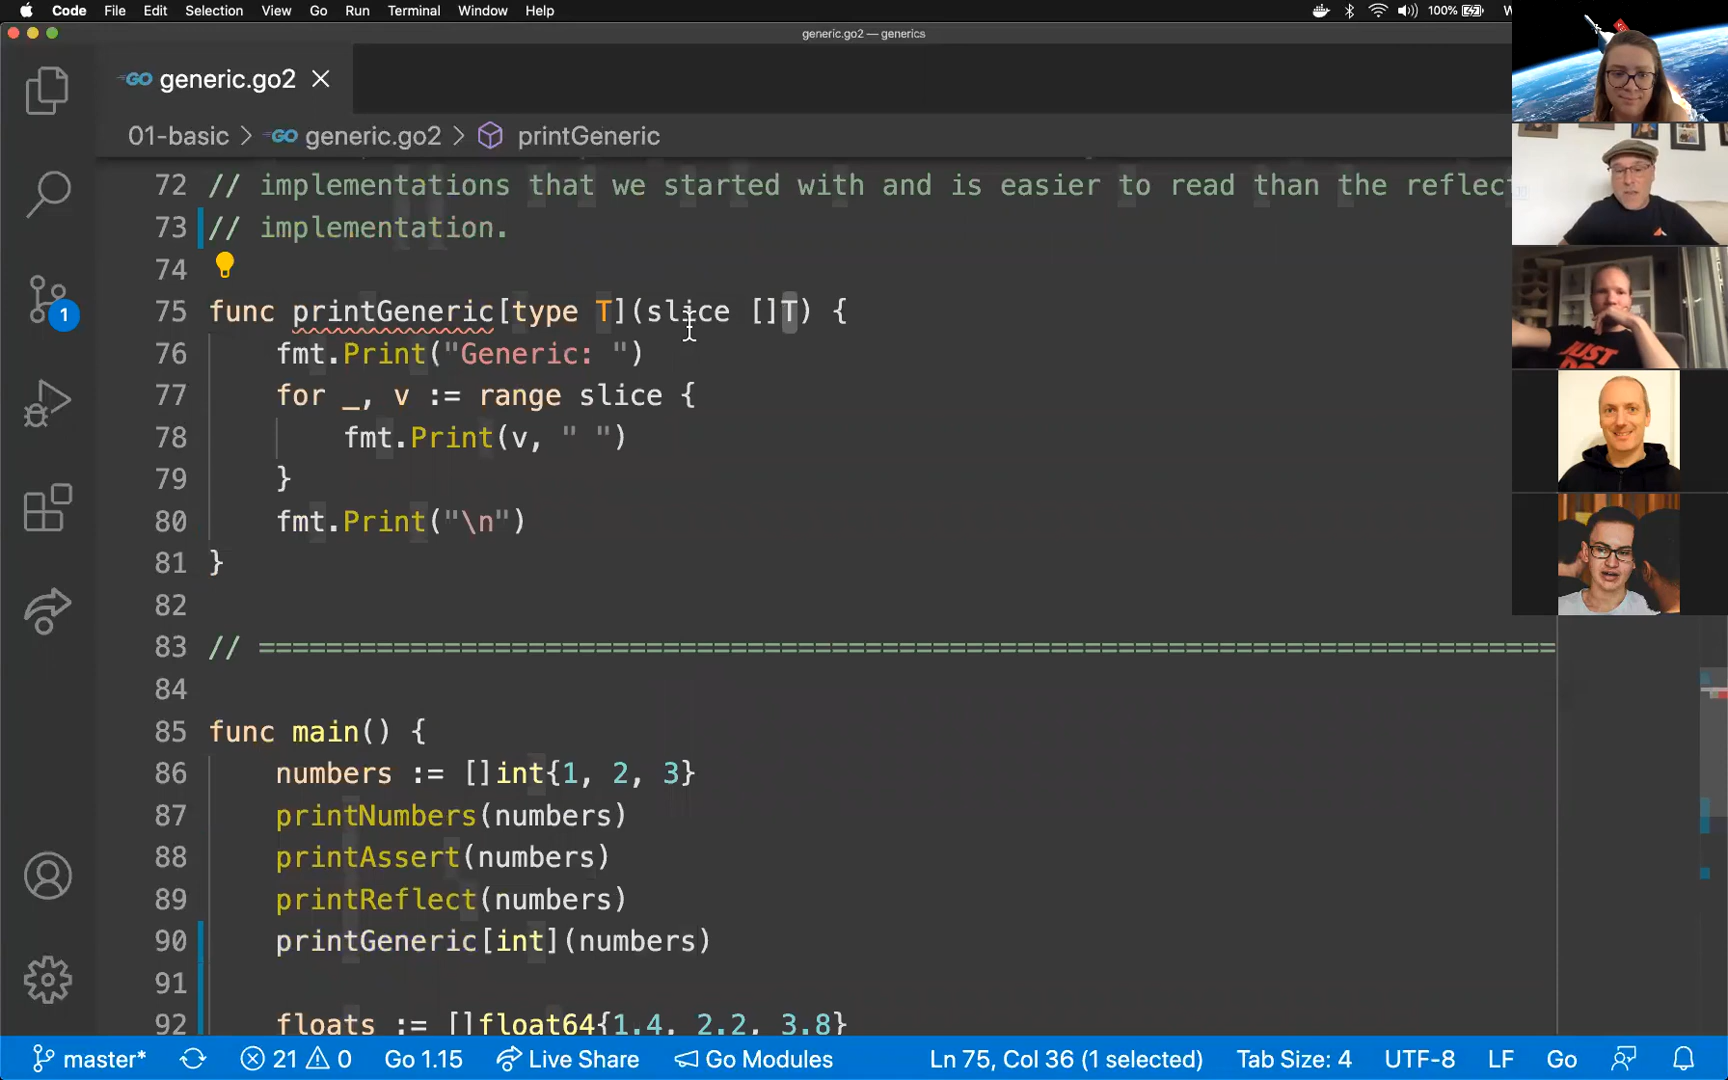 Code File Edit Selection View Go Run Terminal Window Help 100%
generic.go2 — generics
GO generic.go2
01-basic > GO generic.go2 > printGeneric
72 // implementations that we started with and is easier to read than the reflect
73 // implementation.
74
75 func printGeneric[type T](slice []T) {
76 fmt.Print("Generic: ")
77 for _, v := range slice {
78 fmt.Print(v, " ")
79 }
80 fmt.Print("\n")
81 }
82
83 // =============================================================================
84
85 func main() {
86 numbers := []int{1, 2, 3}
87 printNumbers(numbers)
88 printAssert(numbers)
89 printReflect(numbers)
90 printGeneric[int](numbers)
91
92 floats := []float64{1.4, 2.2, 3.8}
1
JUST
master* 21 0 Go 1.15 Live Share Go Modules Ln 75, Col 36 (1 selected) Tab Size: 4 UTF-8 LF Go